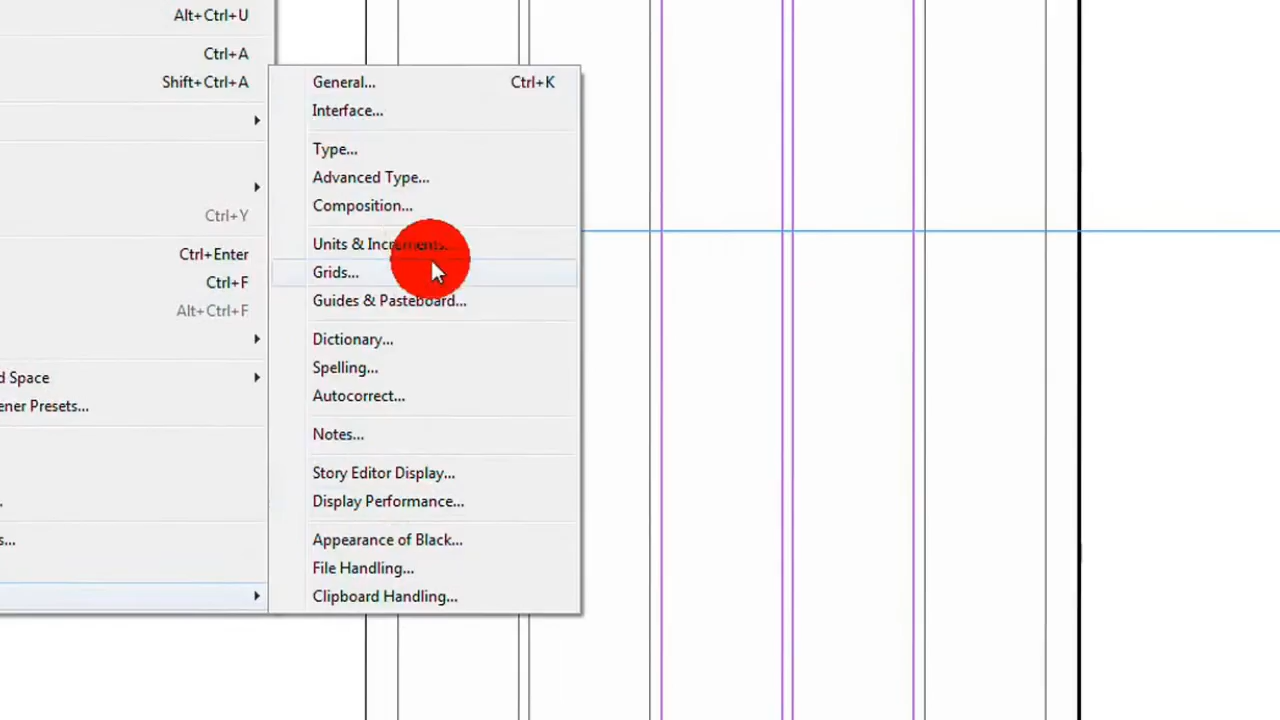 Alt+Ctrl+U
Ctrl+A
Shift+Ctrl+A
Ctrl+Y
Ctrl+Enter
Ctrl+F
Alt+Ctrl+F
d Space
ener Presets...
.
s...
General... Ctrl+K
Interface...
Type...
Advanced Type...
Composition...
Units & Increments...
Grids...
Guides & Pasteboard...
Dictionary...
Spelling...
Autocorrect...
Notes...
Story Editor Display...
Display Performance...
Appearance of Black...
File Handling...
Clipboard Handling...